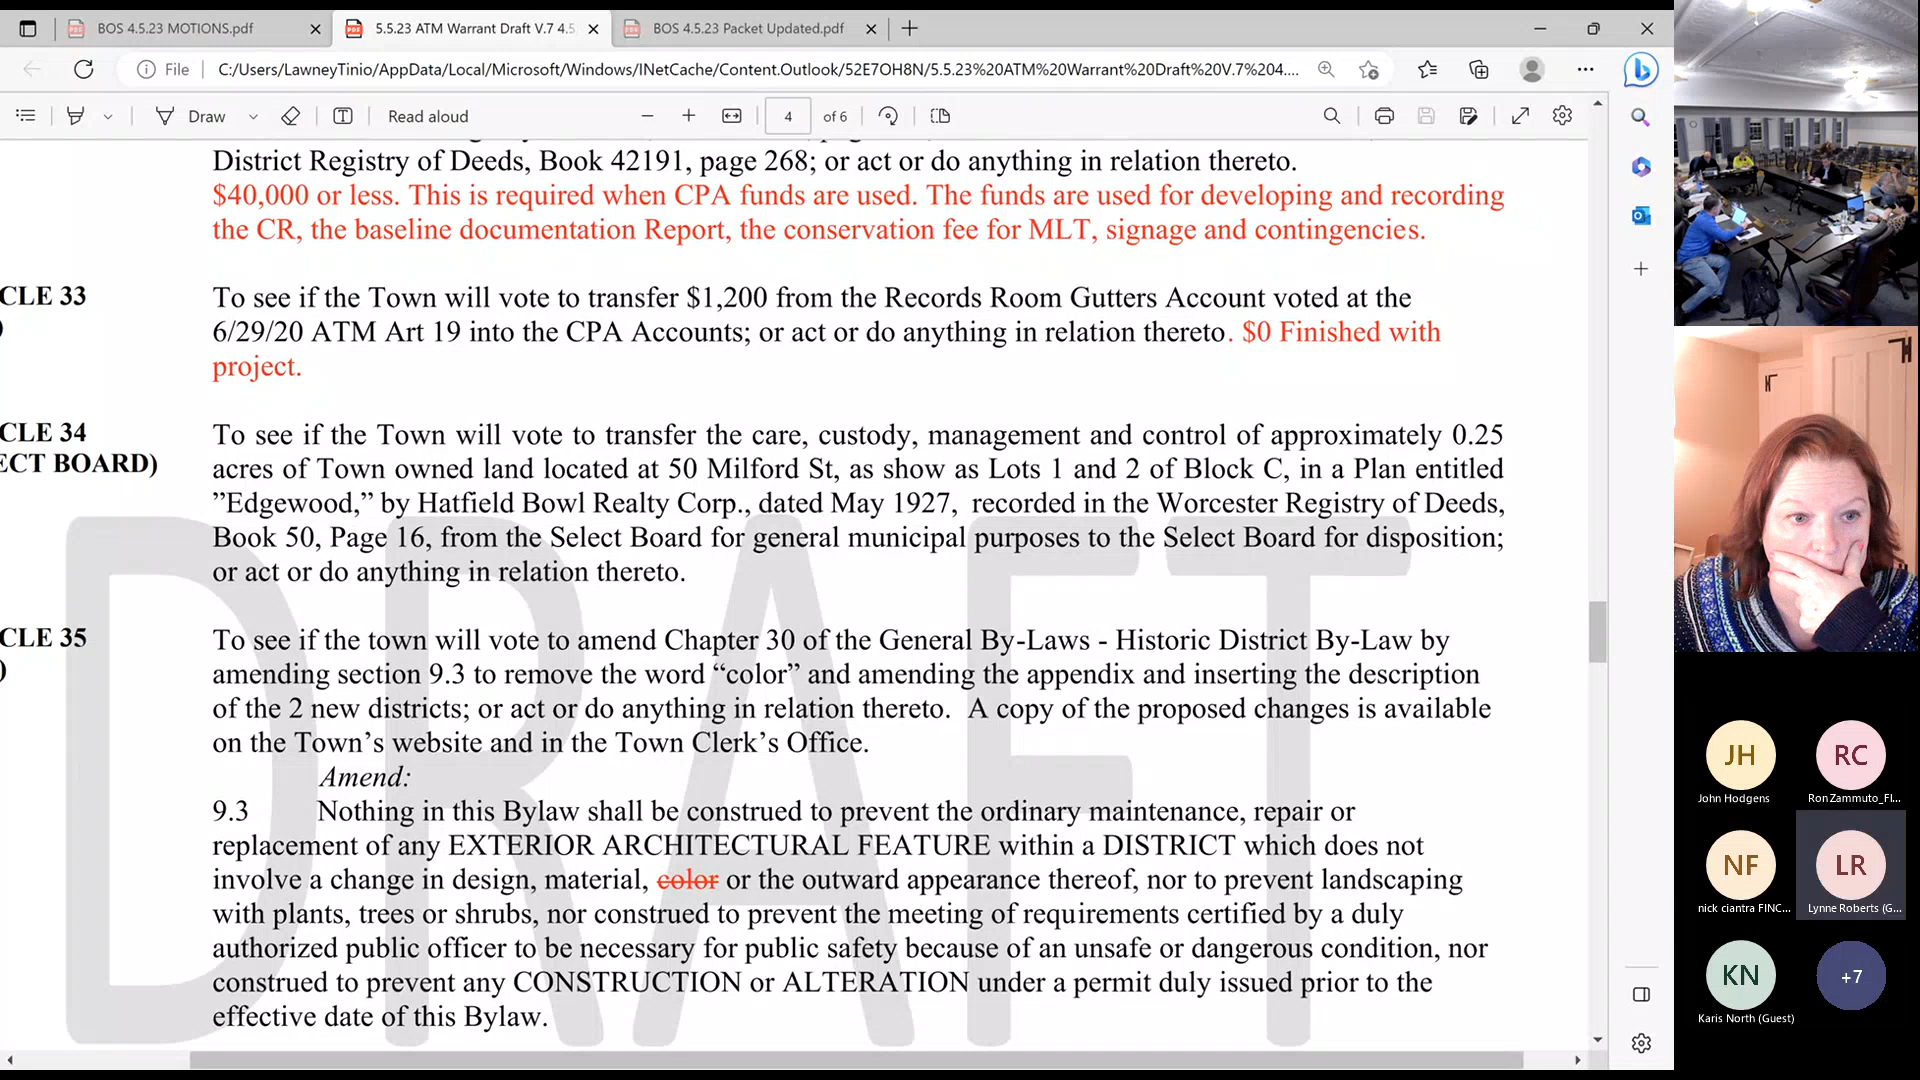 BOS 4.5.23 MOTIONS.pdf
5.5.23 ATM Warrant Draft V.7 4.5
BOS 4.5.23 Packet Updated.pdf
File C:/Users/LawneyTinio/AppData/Local/Microsoft/Windows/INetCache/Content.Outlook/52E7OH8N/5.5.23%20ATM%20Warrant%20Draft%20V.7%204....
Draw
Read aloud
4 of 6
District Registry of Deeds, Book 42191, page 268; or act or do anything in relation thereto.
$40,000 or less. This is required when CPA funds are used. The funds are used for developing and recording
the CR, the baseline documentation Report, the conservation fee for MLT, signage and contingencies.
CLE 33
)
To see if the Town will vote to transfer $1,200 from the Records Room Gutters Account voted at the
6/29/20 ATM Art 19 into the CPA Accounts; or act or do anything in relation thereto. $0 Finished with
project.
CLE 34
ECT BOARD)
To see if the Town will vote to transfer the care, custody, management and control of approximately 0.25
acres of Town owned land located at 50 Milford St, as show as Lots 1 and 2 of Block C, in a Plan entitled
”Edgewood,” by Hatfield Bowl Realty Corp., dated May 1927, recorded in the Worcester Registry of Deeds,
Book 50, Page 16, from the Select Board for general municipal purposes to the Select Board for disposition;
or act or do anything in relation thereto.
CLE 35
)
To see if the town will vote to amend Chapter 30 of the General By-Laws - Historic District By-Law by
amending section 9.3 to remove the word “color” and amending the appendix and inserting the description
of the 2 new districts; or act or do anything in relation thereto. A copy of the proposed changes is available
on the Town’s website and in the Town Clerk’s Office.
Amend:
9.3 Nothing in this Bylaw shall be construed to prevent the ordinary maintenance, repair or
replacement of any EXTERIOR ARCHITECTURAL FEATURE within a DISTRICT which does not
involve a change in design, material, color or the outward appearance thereof, nor to prevent landscaping
with plants, trees or shrubs, nor construed to prevent the meeting of requirements certified by a duly
authorized public officer to be necessary for public safety because of an unsafe or dangerous condition, nor
construed to prevent any CONSTRUCTION or ALTERATION under a permit duly issued prior to the
effective date of this Bylaw.
DRAFT
JH
John Hodgens
RC
Ron Zammuto_FI...
NF
nick ciantra FINC...
LR
Lynne Roberts (G...
KN
Karis North (Guest)
+7